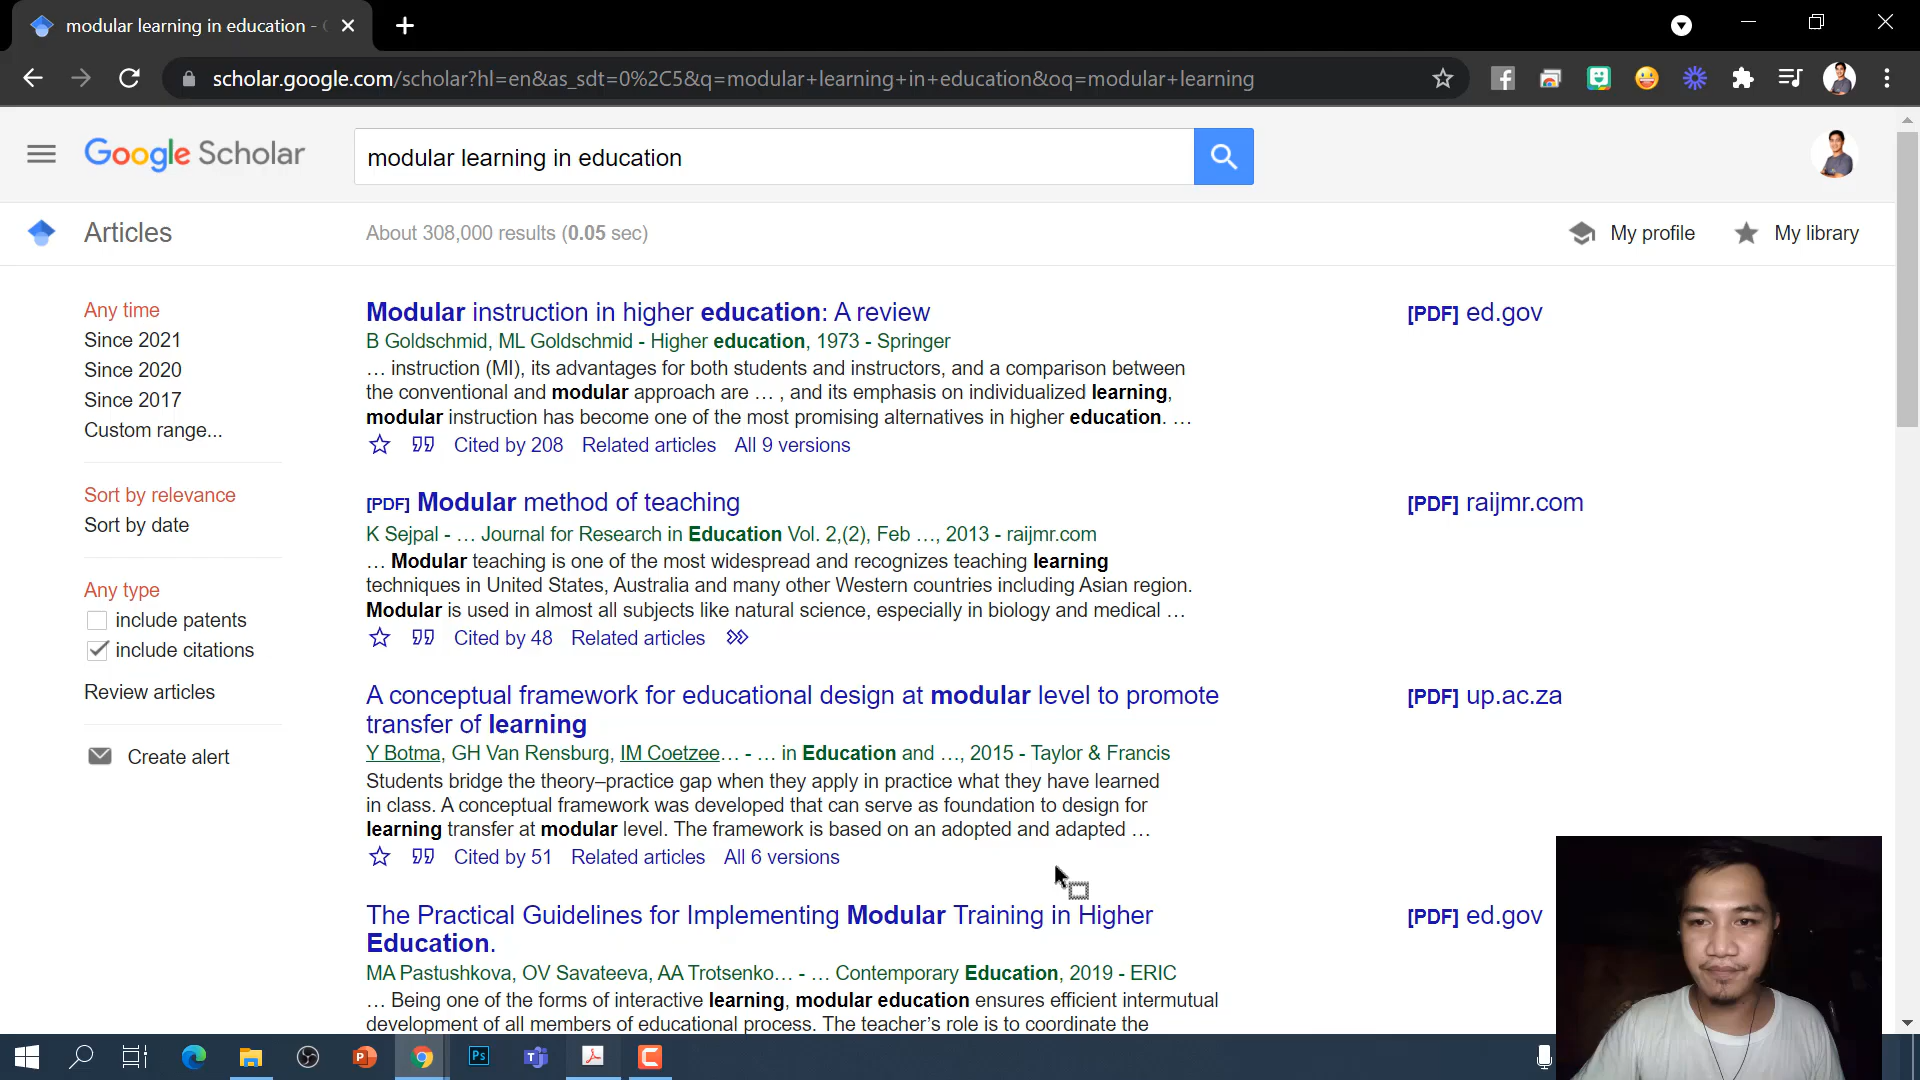 modular learning in education -
scholar.google.com/scholar?hl=en&as_sdt=0%2C5&q=modular+learning+in+education&oq=modular+learning
Google Scholar
modular learning in education
Articles
About 308,000 results (0.05 sec)
My profile
My library
Any time
Since 2021
Since 2020
Since 2017
Custom range...
Sort by relevance
Sort by date
Any type
include patents
include citations
Review articles
Create alert
Modular instruction in higher education: A review
[PDF] ed.gov
B Goldschmid, ML Goldschmid - Higher education, 1973 - Springer
… instruction (MI), its advantages for both students and instructors, and a comparison between
the conventional and modular approach are … , and its emphasis on individualized learning,
modular instruction has become one of the most promising alternatives in higher education. …
Cited by 208 Related articles All 9 versions
[PDF] Modular method of teaching
[PDF] raijmr.com
K Sejpal - … Journal for Research in Education Vol. 2,(2), Feb …, 2013 - raijmr.com
… Modular teaching is one of the most widespread and recognizes teaching learning
techniques in United States, Australia and many other Western countries including Asian region.
Modular is used in almost all subjects like natural science, especially in biology and medical …
Cited by 48 Related articles
A conceptual framework for educational design at modular level to promote
transfer of learning
[PDF] up.ac.za
Y Botma, GH Van Rensburg, IM Coetzee… - … in Education and …, 2015 - Taylor & Francis
Students bridge the theory–practice gap when they apply in practice what they have learned
in class. A conceptual framework was developed that can serve as foundation to design for
learning transfer at modular level. The framework is based on an adopted and adapted …
Cited by 51 Related articles All 6 versions
The Practical Guidelines for Implementing Modular Training in Higher
Education.
[PDF] ed.gov
MA Pastushkova, OV Savateeva, AA Trotsenko… - … Contemporary Education, 2019 - ERIC
… Being one of the forms of interactive learning, modular education ensures efficient intermutual
development of all members of educational process. The teacher's role is to coordinate the
Ps